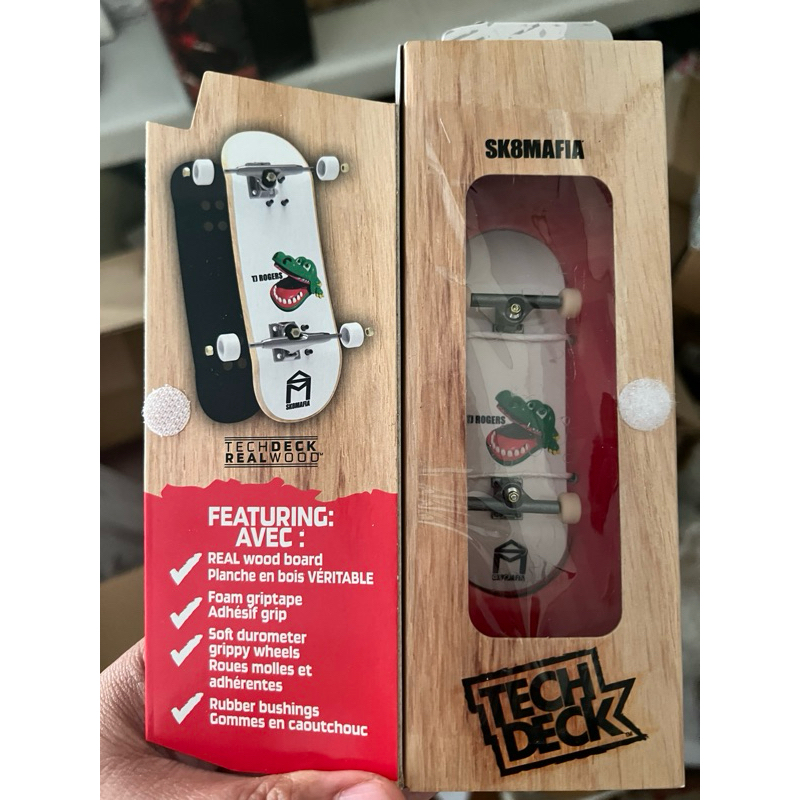 TJ ROGERS
SK8MAFIA
TECHDECK
REALWOOD
FEATURING:
AVEC :
REAL wood board
Planche en bois VÉRITABLE
Foam griptape
Adhésif grip
Soft durometer
grippy wheels
Roues molles et
adhérentes
Rubber bushings
Gommes en caoutchouc
SK8MAFIA
TJ ROGERS
SK8MAFIA
TECH
DECK